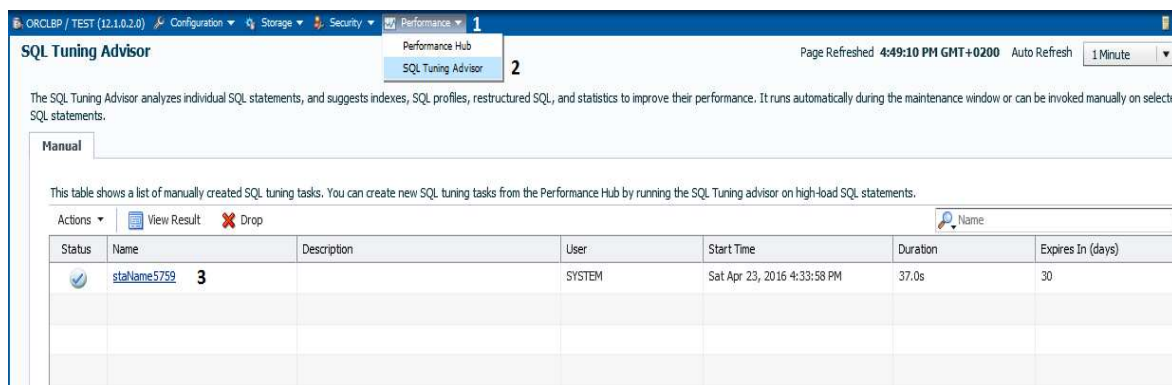 ORCLBP / TEST (12.1.0.2.0) Configuration Storage Security Performance 1
SQL Tuning Advisor
Performance Hub
SQL Tuning Advisor 2
Page Refreshed 4:49:10 PM GMT+0200 Auto Refresh 1 Minute
The SQL Tuning Advisor analyzes individual SQL statements, and suggests indexes, SQL profiles, restructured SQL, and statistics to improve their performance. It runs automatically during the maintenance window or can be invoked manually on selecte
SQL statements.
Manual
This table shows a list of manually created SQL tuning tasks. You can create new SQL tuning tasks from the Performance Hub by running the SQL Tuning advisor on high-load SQL statements.
Actions View Result Drop Name
Status Name Description User Start Time Duration Expires In (days)
staName5759 3 SYSTEM Sat Apr 23, 2016 4:33:58 PM 37.0s 30